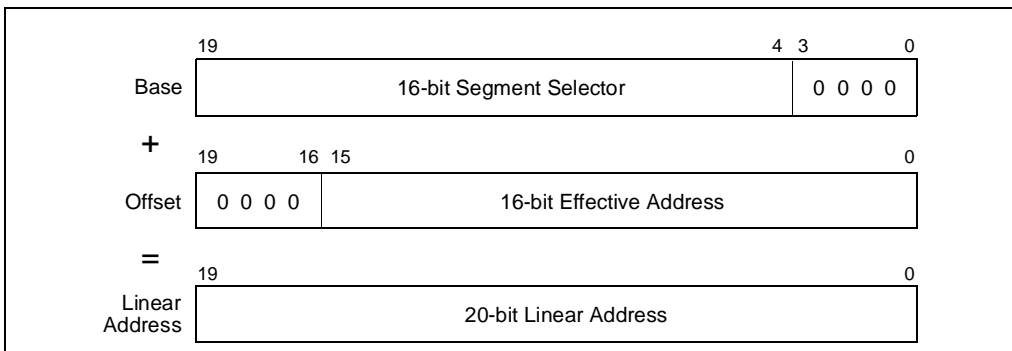 19 4 3 0
Base 16-bit Segment Selector 0 0 0 0
+
19 16 15 0
Offset 0 0 0 0 16-bit Effective Address
=
19 0
Linear
Address 20-bit Linear Address